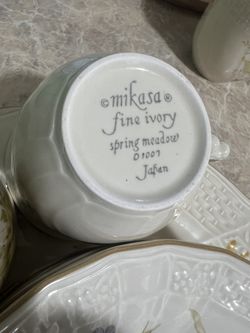 ©mikasa®
fine ivory
spring meadow
D1007
Japan